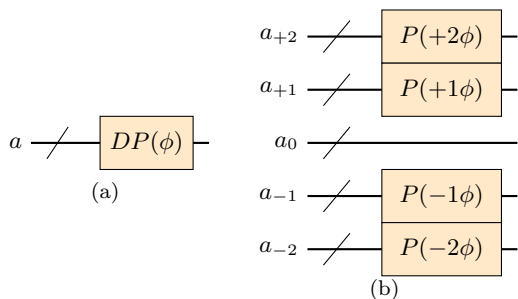 a DP(ϕ)
(a)
a₊₂ P(+2ϕ)
a₊₁ P(+1ϕ)
a₀
a₋₁ P(−1ϕ)
a₋₂ P(−2ϕ)
(b)